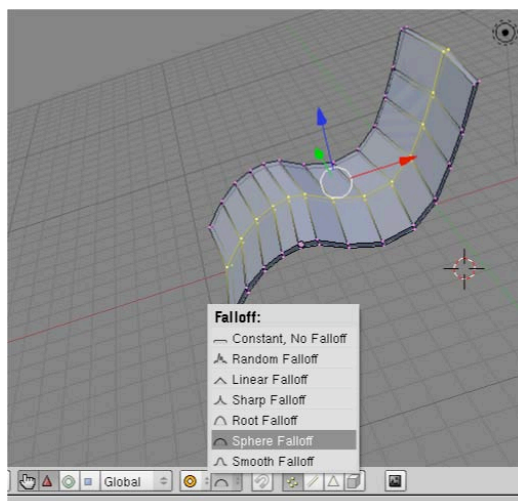 Falloff:
Constant, No Falloff
Random Falloff
Linear Falloff
Sharp Falloff
Root Falloff
Sphere Falloff
Smooth Falloff
Global